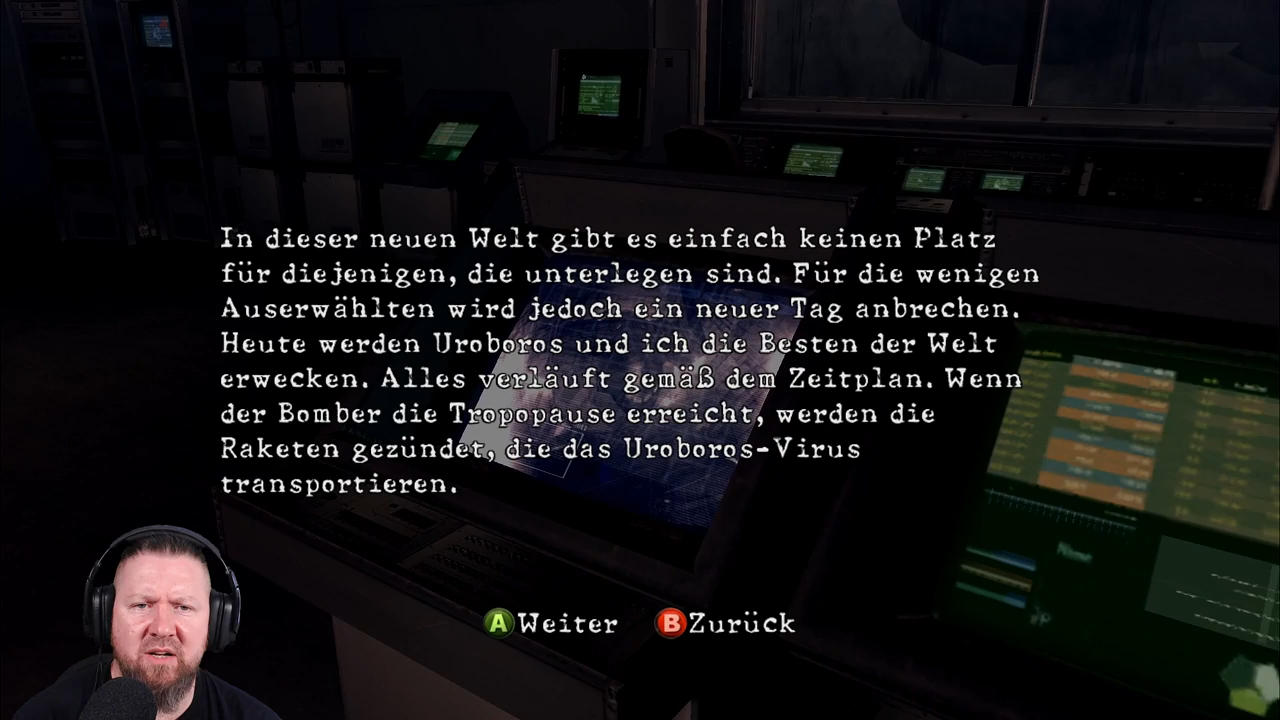 In dieser neuen Welt gibt es einfach keinen Platz
für diejenigen, die unterlegen sind. Für die wenigen
Auserwählten wird jedoch ein neuer Tag anbrechen.
Heute werden Uroboros und ich die Besten der Welt
erwecken. Alles verläuft gemäß dem Zeitplan. Wenn
der Bomber die Tropopause erreicht, werden die
Raketen gezündet, die das Uroboros-Virus
transportieren.
A Weiter B Zurück